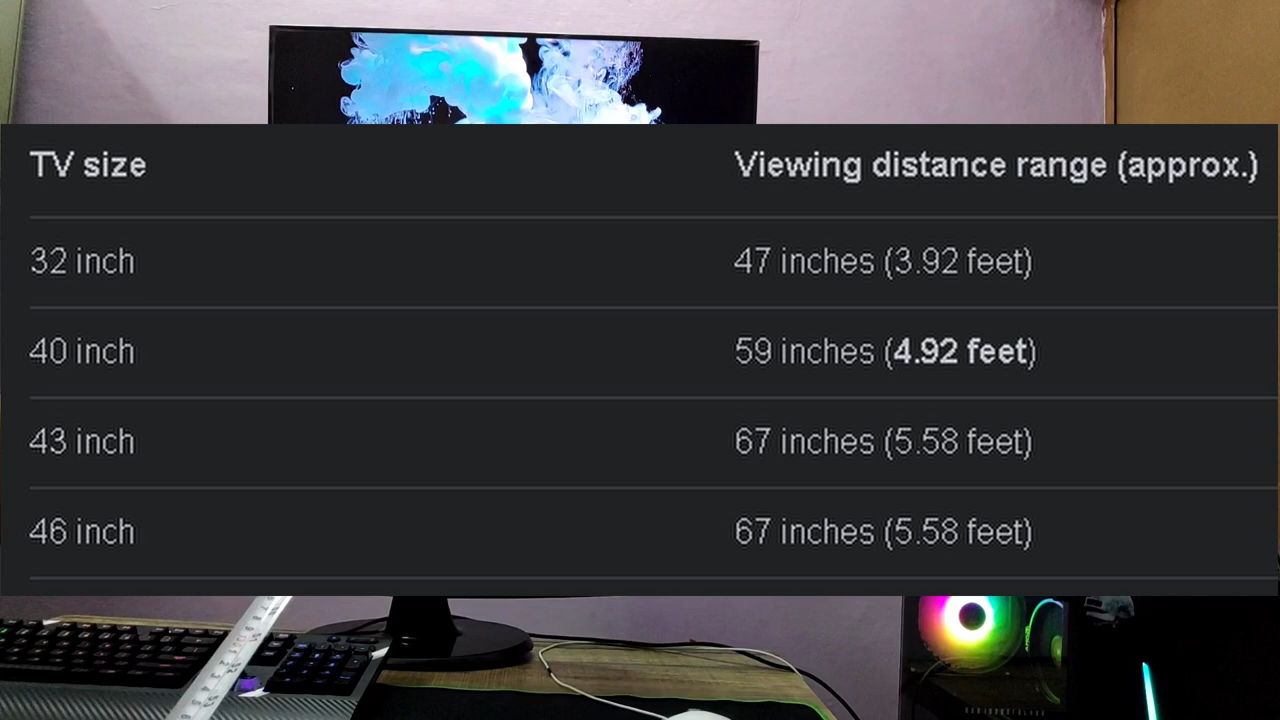 TV size Viewing distance range (approx.)
32 inch 47 inches (3.92 feet)
40 inch 59 inches (4.92 feet)
43 inch 67 inches (5.58 feet)
46 inch 67 inches (5.58 feet)